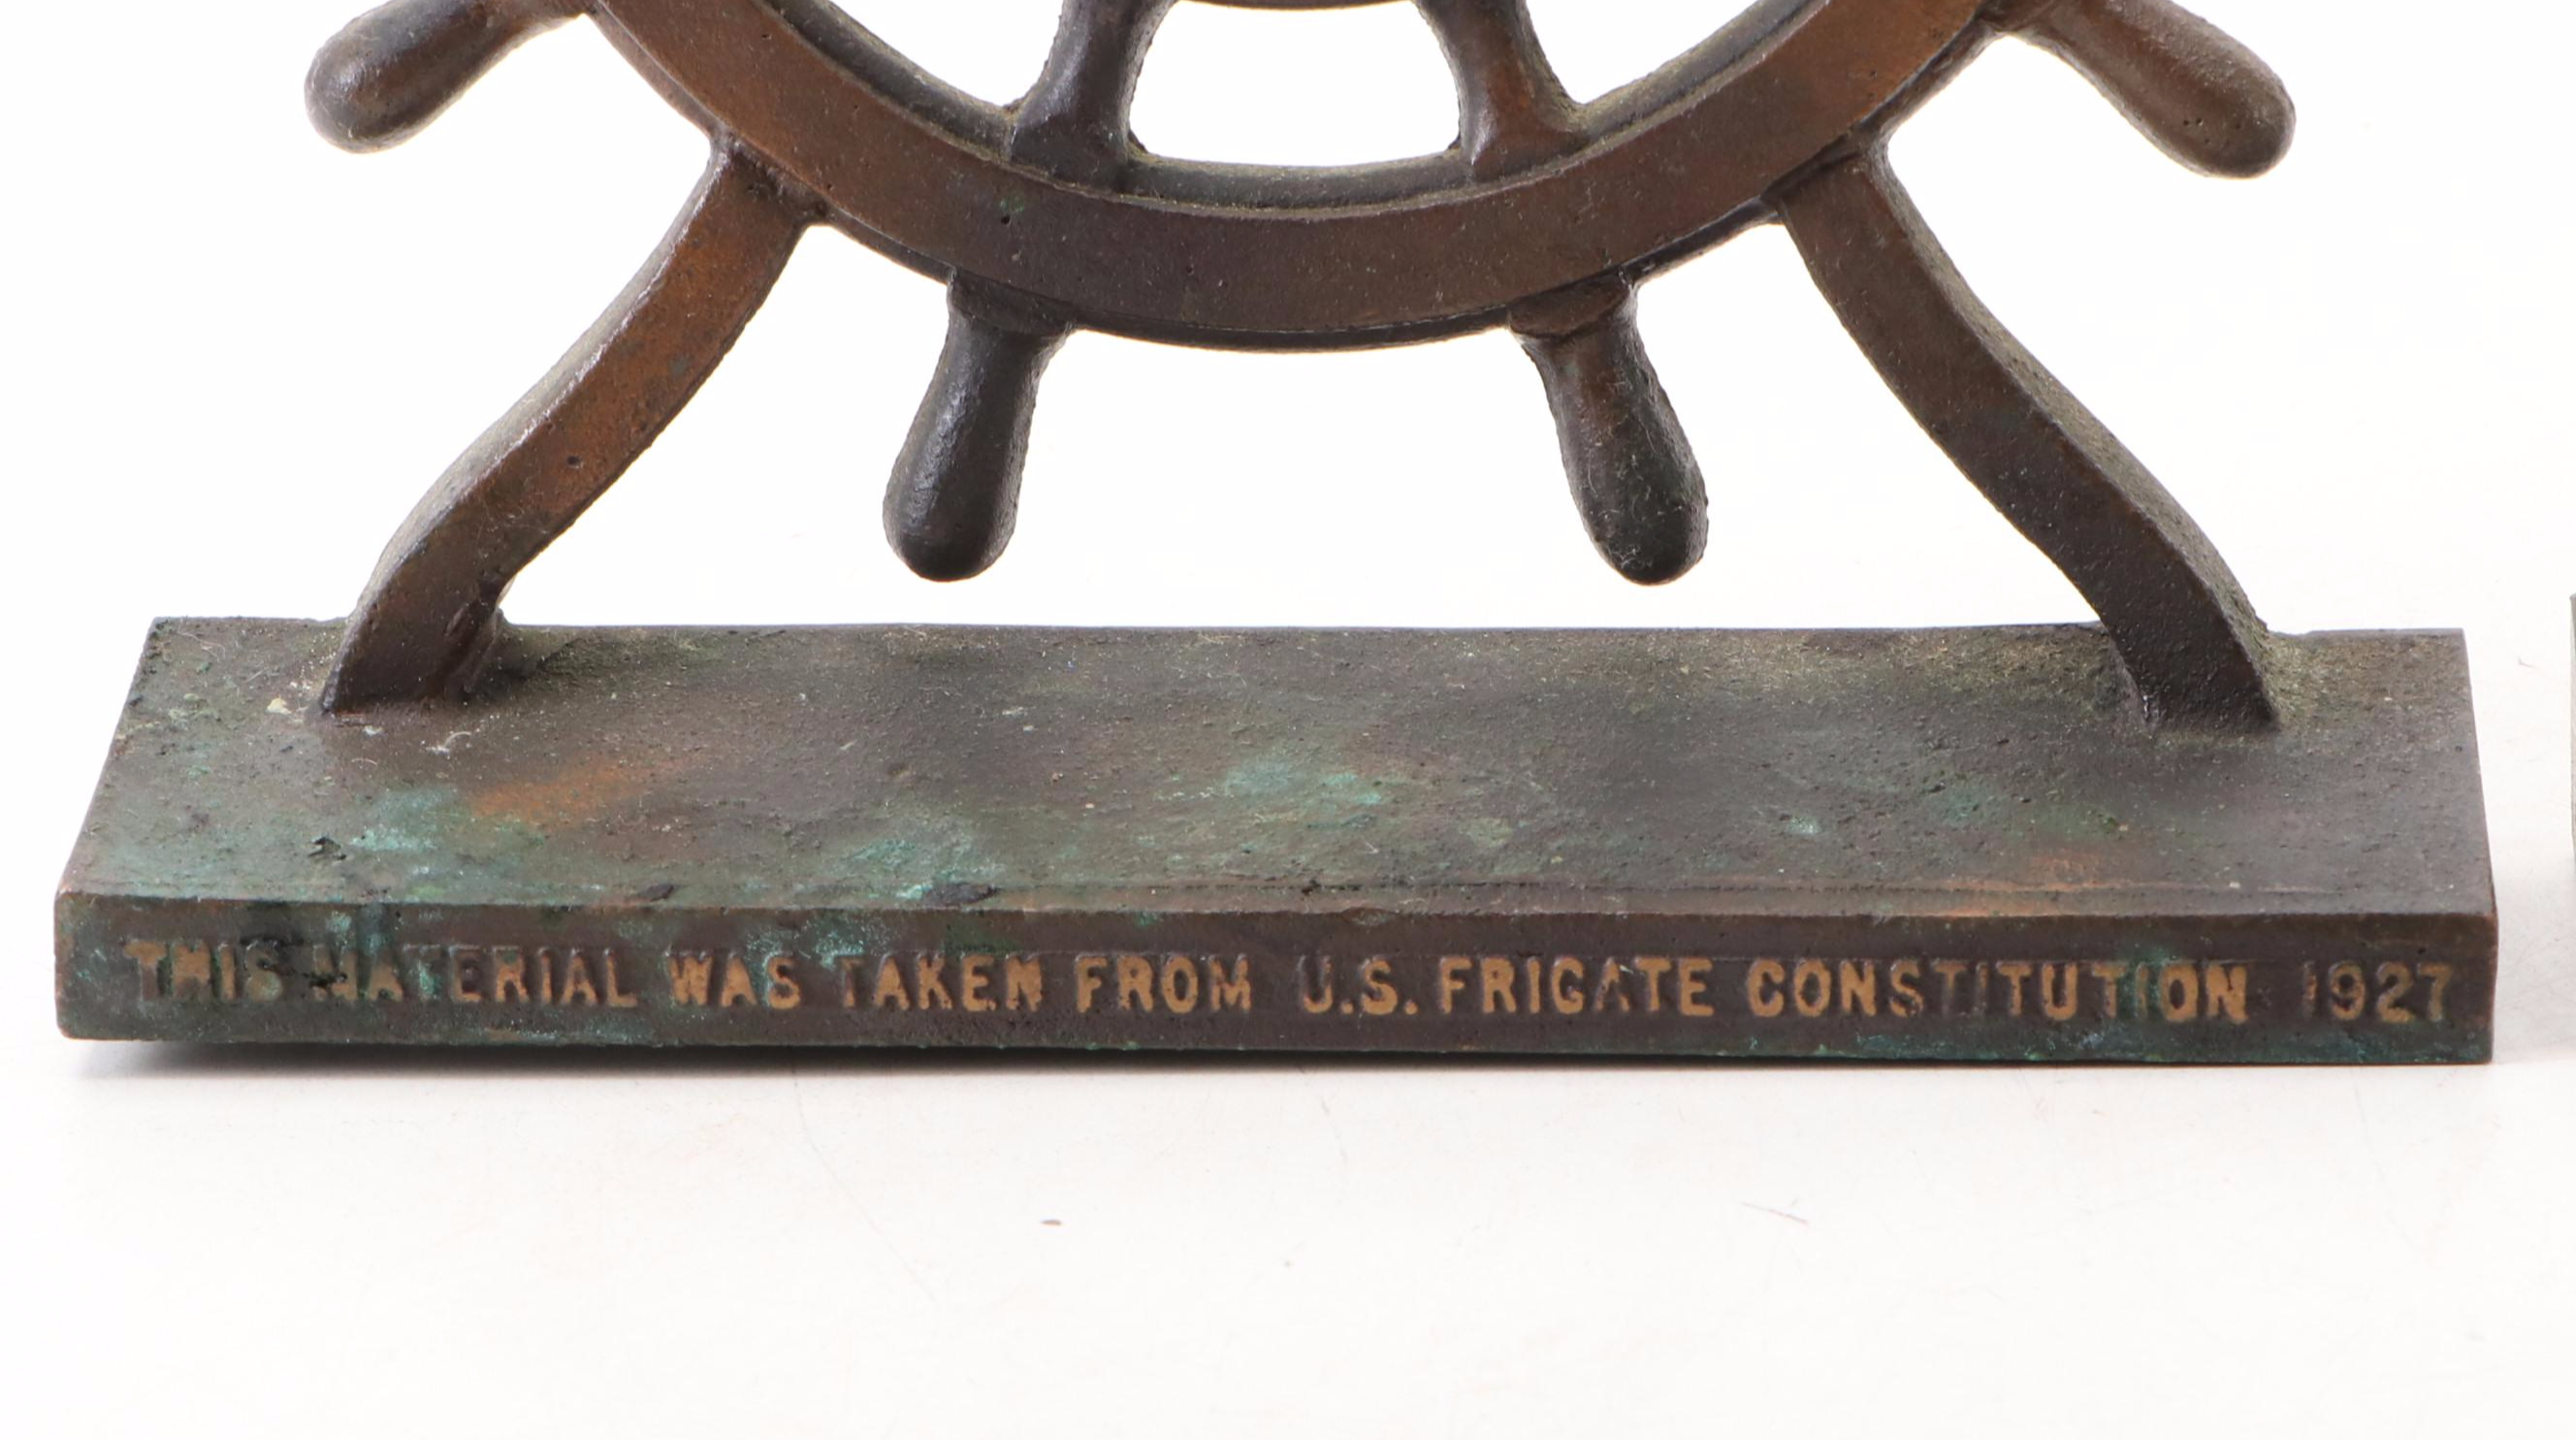 THIS MATERIAL WAS TAKEN FROM U.S. FRIGATE CONSTITUTION 1927